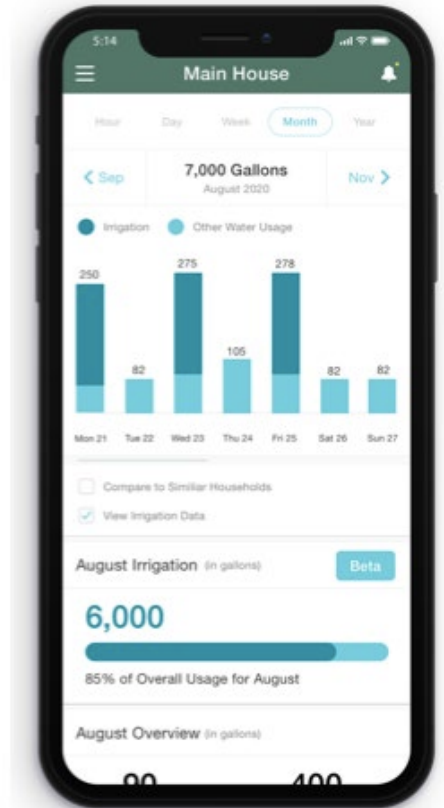 5:14
Main House
Hour Day Week Month Year
Sep 7,000 Gallons Nov
August 2020
Irrigation Other Water Usage
250 82 275 105 278 82 82
Mon 21 Tue 22 Wed 23 Thu 24 Fri 25 Sat 26 Sun 27
Compare to Similiar Households
View Irrigation Data
August Irrigation (in gallons) Beta
6,000
85% of Overall Usage for August
August Overview (in gallons)
90 400